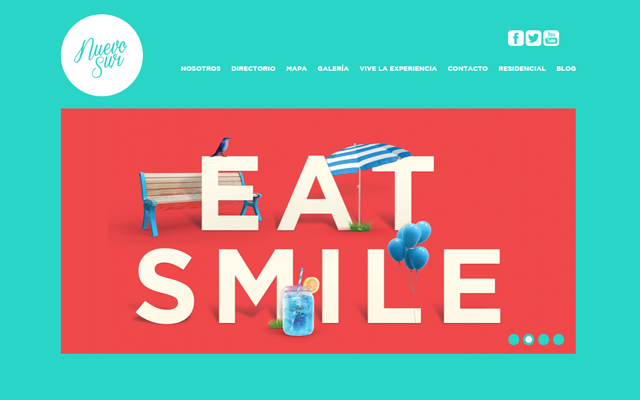 Nuevo
Sur
You
Tube
NOSOTROS DIRECTORIO MAPA GALERÍA VIVE LA EXPERIENCIA CONTACTO RESIDENCIAL BLOG
EAT
SMILE